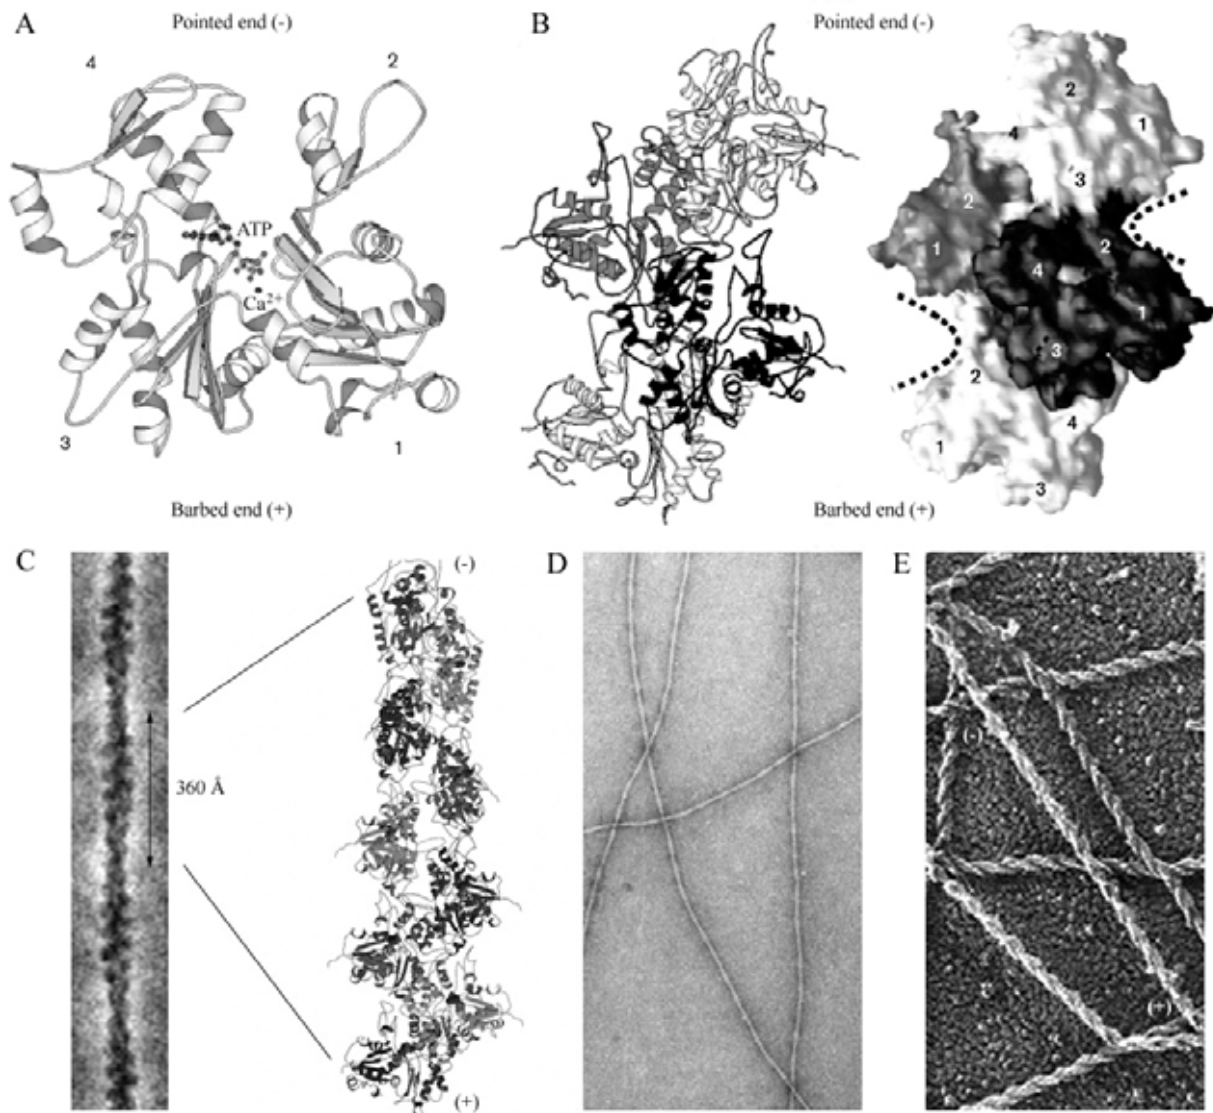 A
Pointed end (-)
4
2
ATP
Ca²⁺
3
1
Barbed end (+)
B
Pointed end (-)
2
1
4
3
2
1
2
4
1
3
2
4
1
3
Barbed end (+)
C
360 Å
(-)
(+)
D
E
(-)
(+)